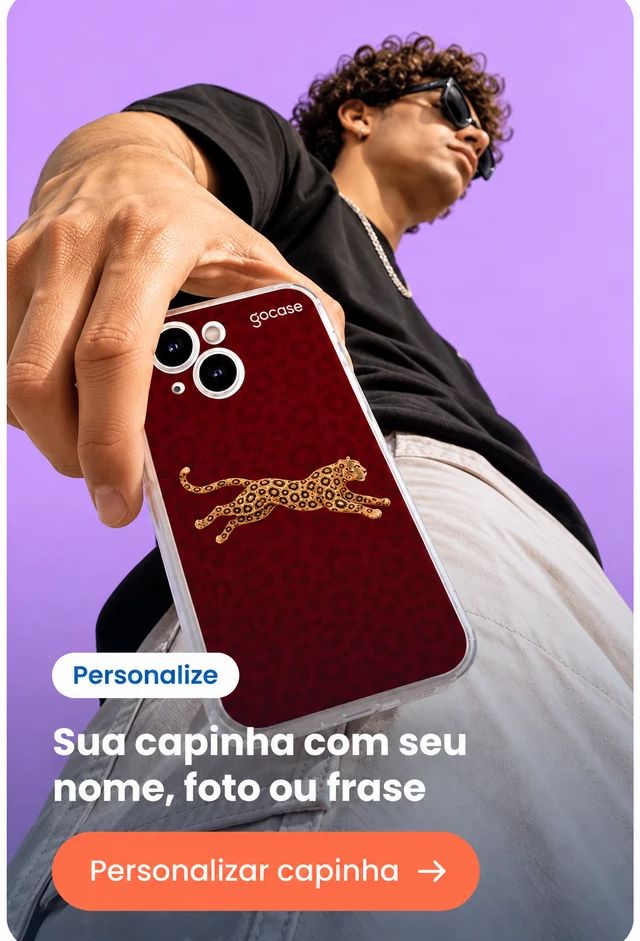 gocase
Personalize
Sua capinha com seu
nome, foto ou frase
Personalizar capinha →